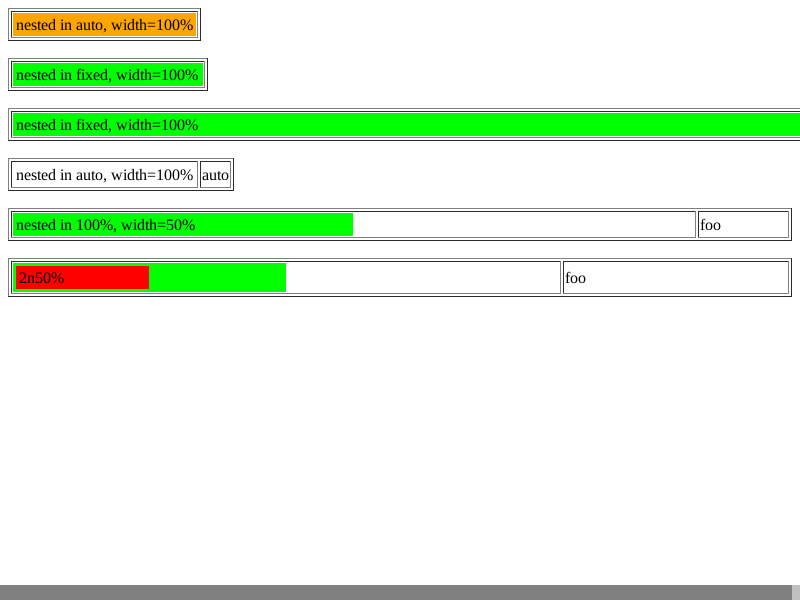 nested in auto, width=100%
nested in fixed, width=100%
nested in fixed, width=100%
nested in auto, width=100% auto
nested in 100%, width=50% foo
2n50% foo